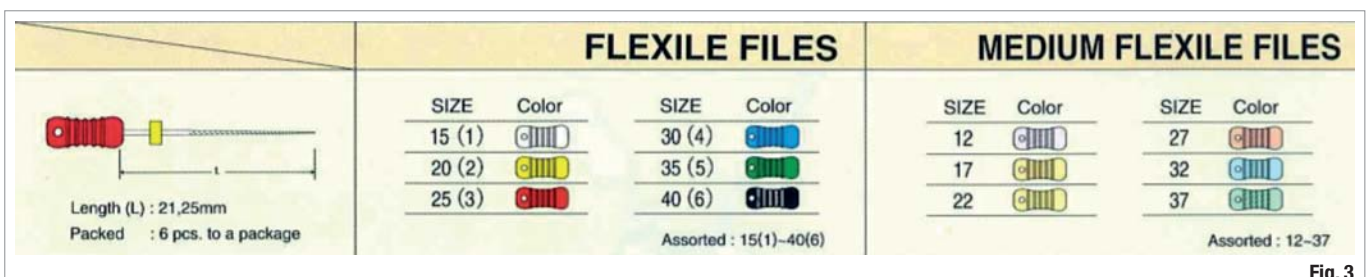 FLEXILE FILES
MEDIUM FLEXILE FILES
L
Length (L) : 21,25mm
Packed : 6 pcs. to a package
SIZE Color SIZE Color
15 (1) 30 (4)
20 (2) 35 (5)
25 (3) 40 (6)
Assorted : 15(1)~40(6)
SIZE Color SIZE Color
12 27
17 32
22 37
Assorted : 12~37
Fig. 3